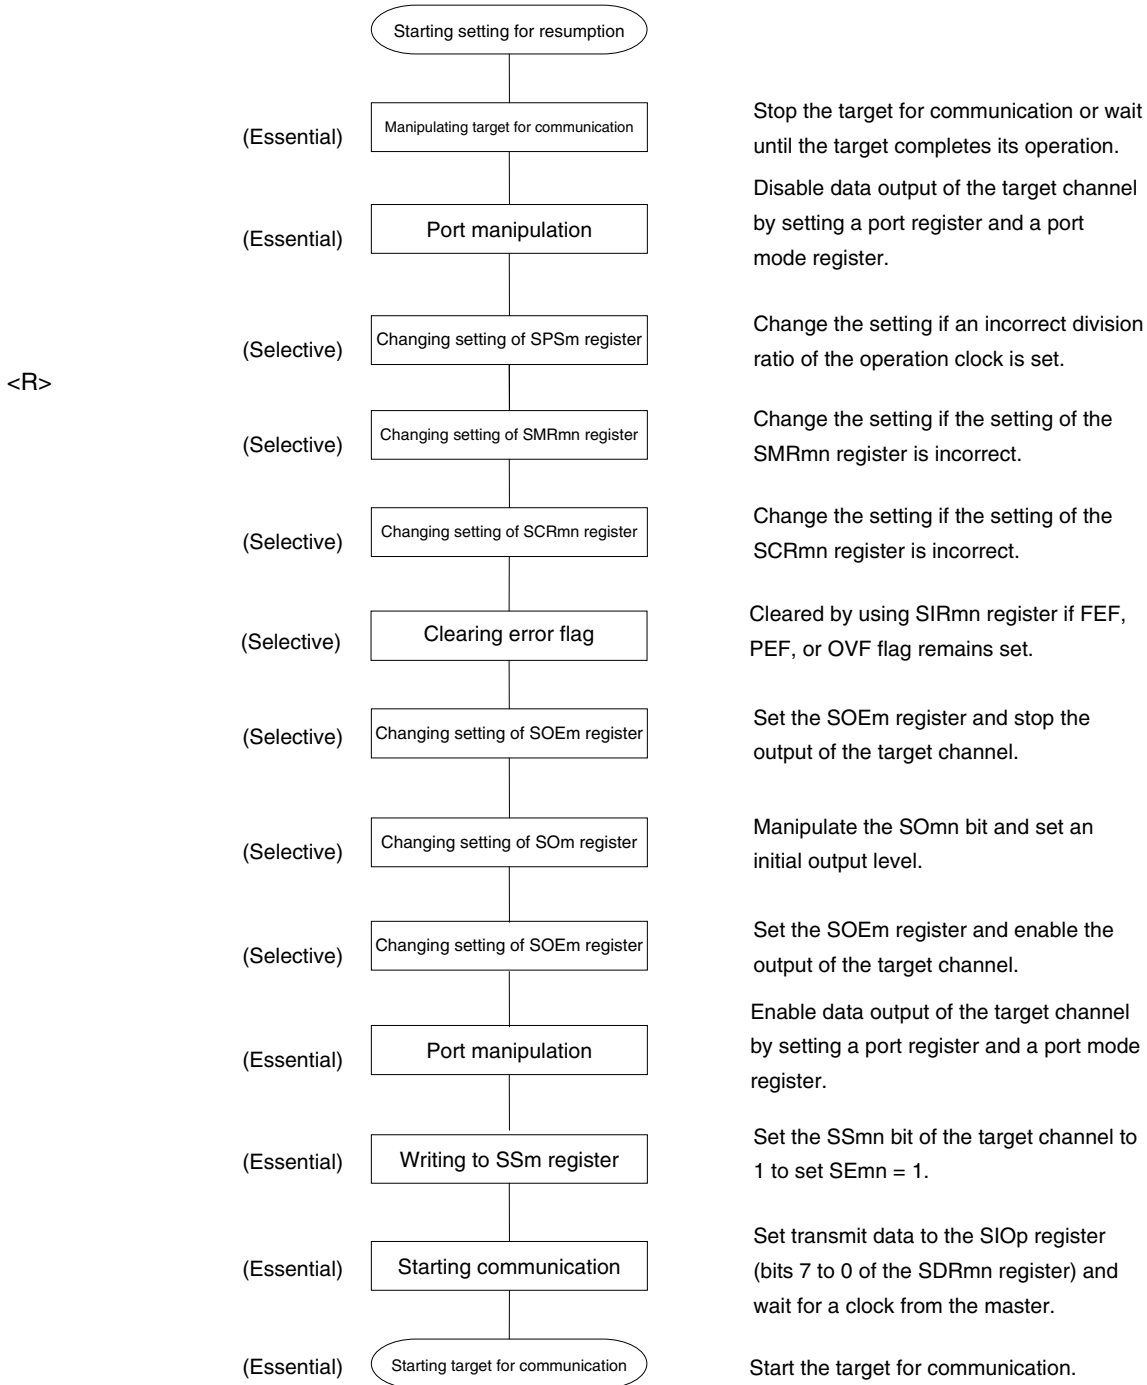 Starting setting for resumption
(Essential)
Manipulating target for communication
Stop the target for communication or wait
until the target completes its operation.
(Essential)
Port manipulation
Disable data output of the target channel
by setting a port register and a port
mode register.
(Selective)
Changing setting of SPSm register
Change the setting if an incorrect division
ratio of the operation clock is set.
<R>
(Selective)
Changing setting of SMRmn register
Change the setting if the setting of the
SMRmn register is incorrect.
(Selective)
Changing setting of SCRmn register
Change the setting if the setting of the
SCRmn register is incorrect.
(Selective)
Clearing error flag
Cleared by using SIRmn register if FEF,
PEF, or OVF flag remains set.
(Selective)
Changing setting of SOEm register
Set the SOEm register and stop the
output of the target channel.
(Selective)
Changing setting of SOm register
Manipulate the SOmn bit and set an
initial output level.
(Selective)
Changing setting of SOEm register
Set the SOEm register and enable the
output of the target channel.
(Essential)
Port manipulation
Enable data output of the target channel
by setting a port register and a port mode
register.
(Essential)
Writing to SSm register
Set the SSmn bit of the target channel to
1 to set SEmn = 1.
(Essential)
Starting communication
Set transmit data to the SIOp register
(bits 7 to 0 of the SDRmn register) and
wait for a clock from the master.
(Essential)
Starting target for communication
Start the target for communication.